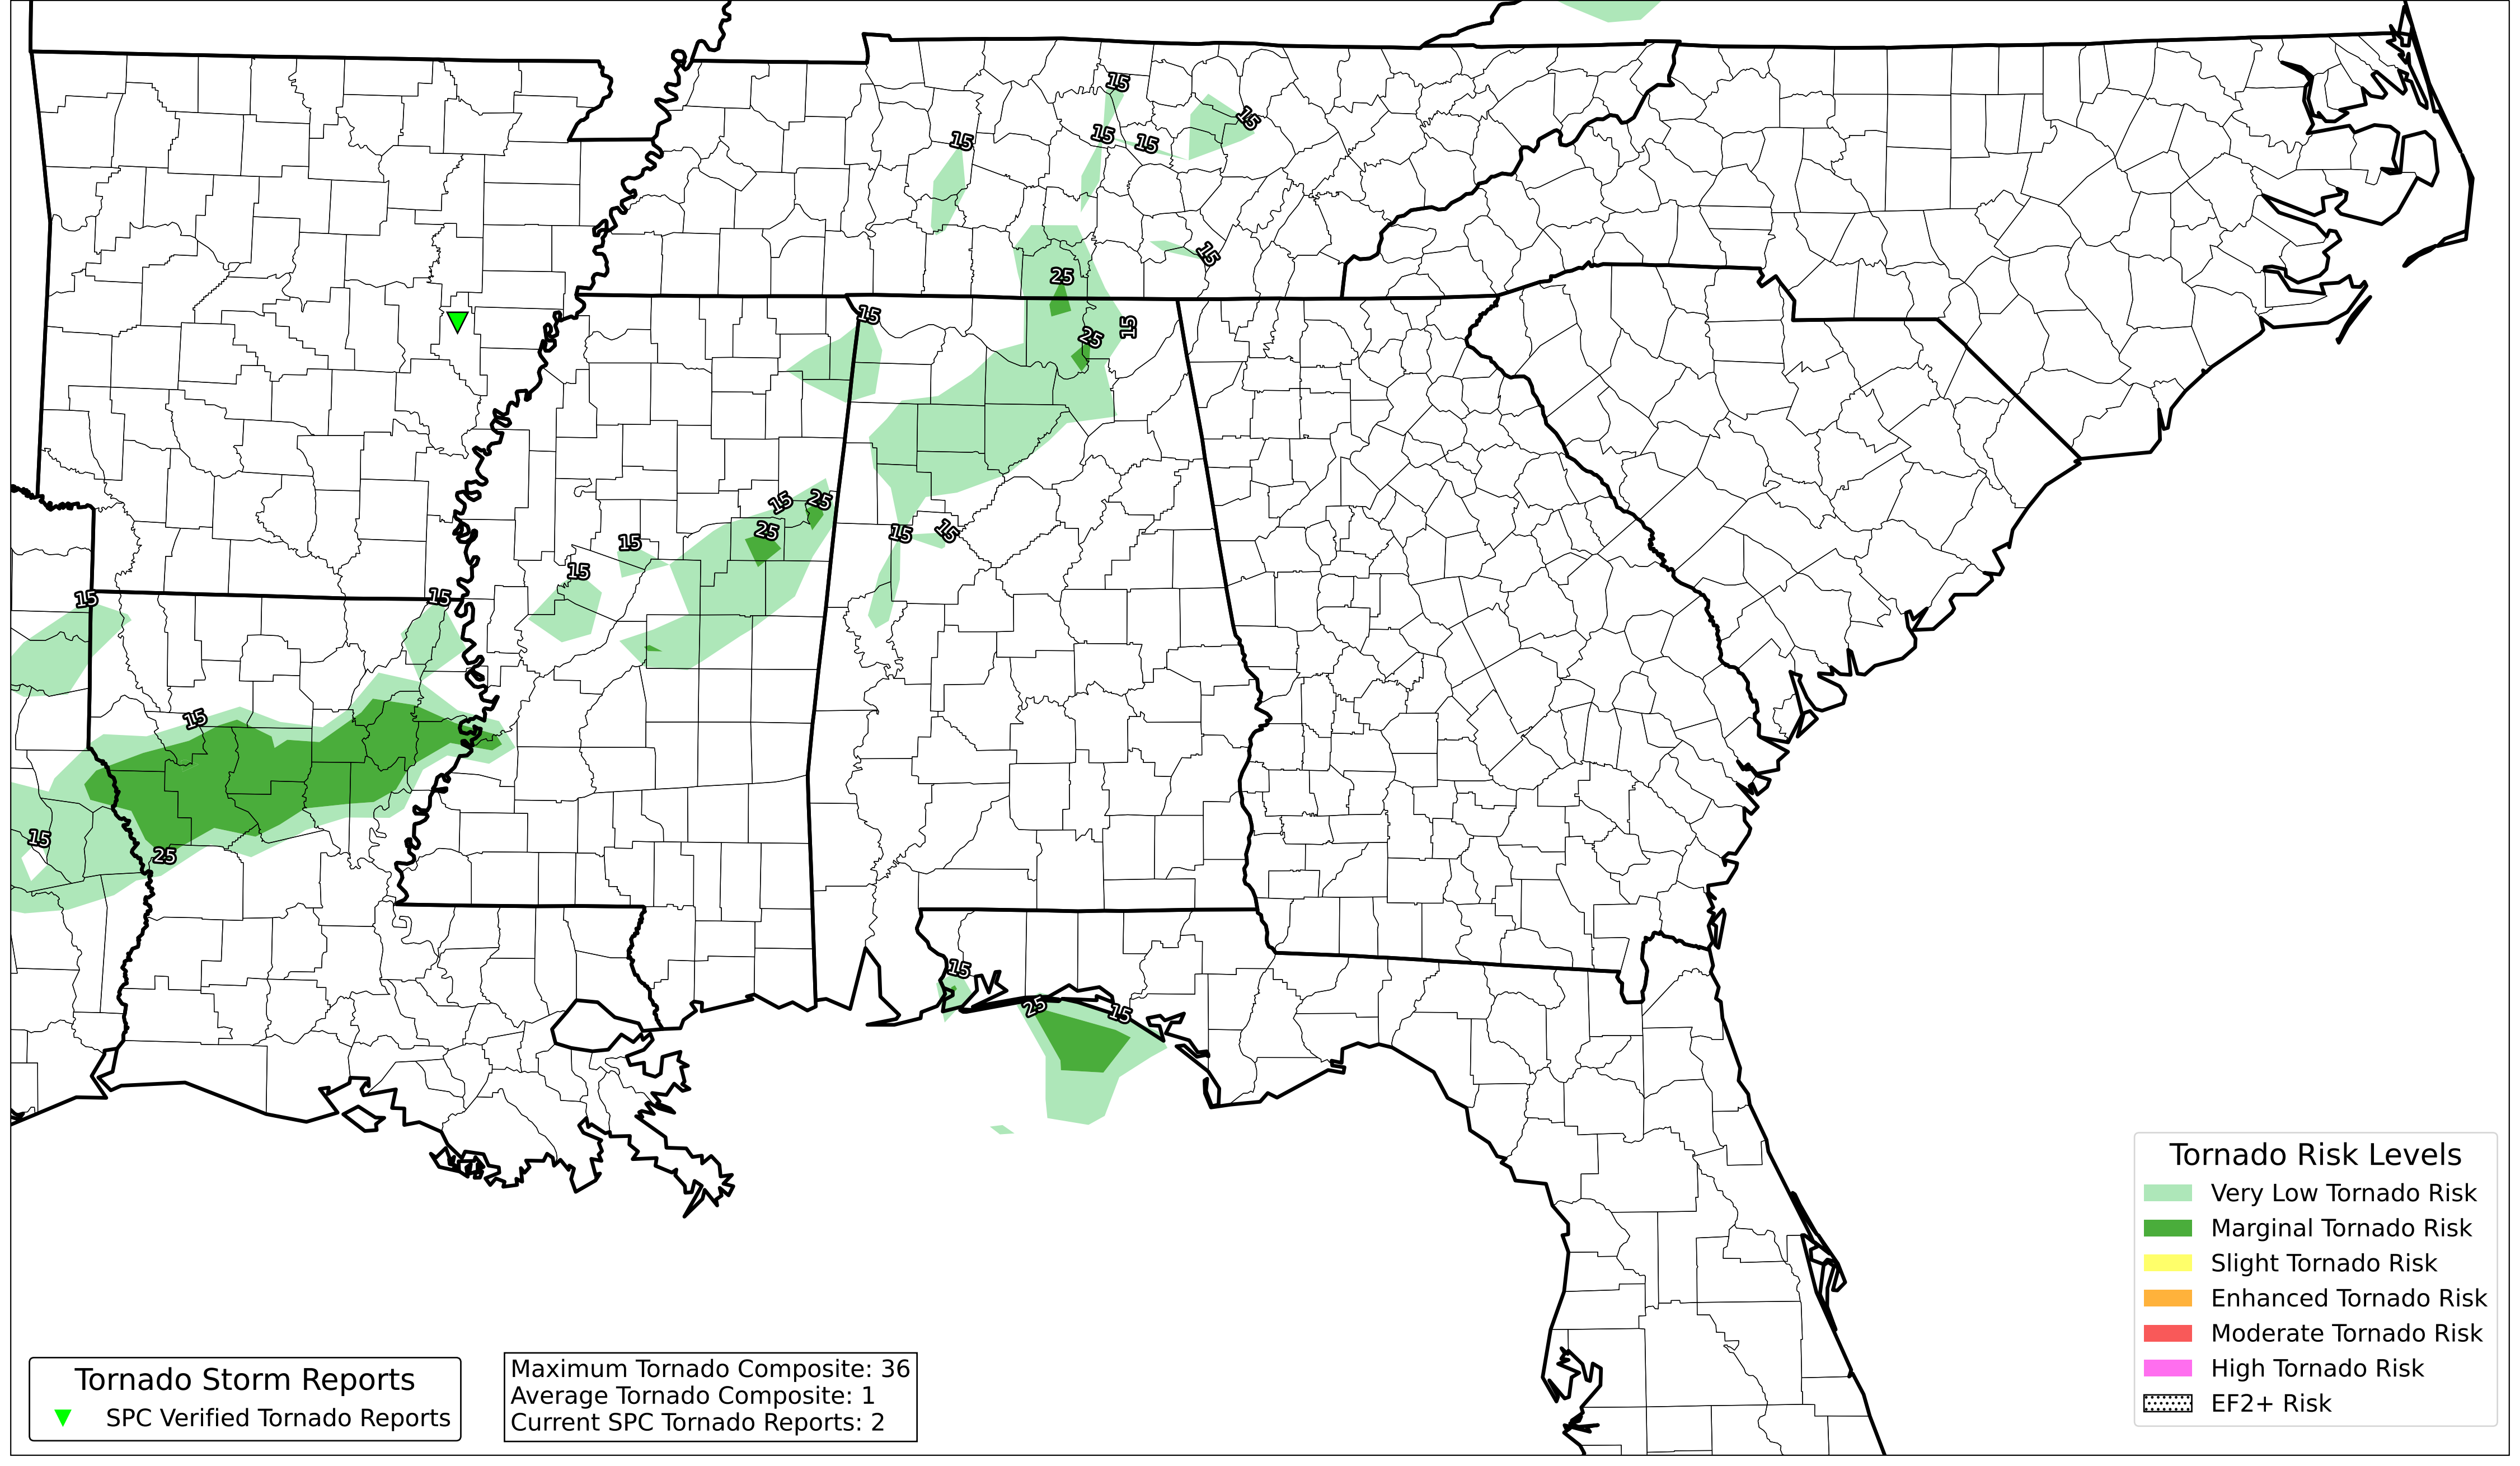 15
15
15
15
15
15
25
15
15
25
15
25
15
25
15
15
15
15
15
15
15
15
25
15
25
15
Tornado Risk Levels
Very Low Tornado Risk
Marginal Tornado Risk
Slight Tornado Risk
Enhanced Tornado Risk
Moderate Tornado Risk
High Tornado Risk
EF2+ Risk
Tornado Storm Reports
SPC Verified Tornado Reports
Maximum Tornado Composite: 36
Average Tornado Composite: 1
Current SPC Tornado Reports: 2